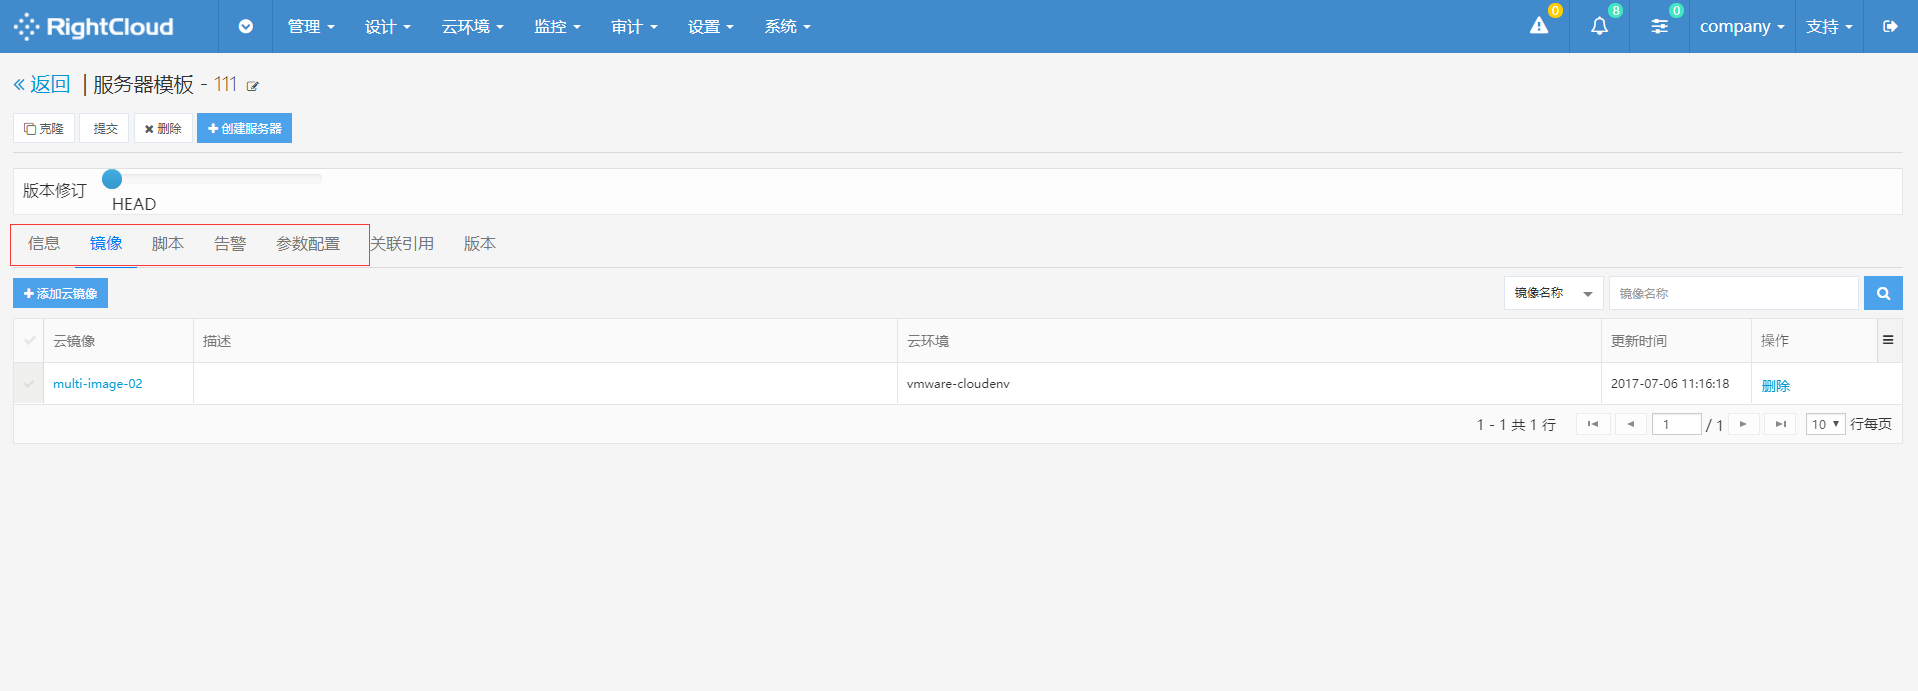 RightCloud 管理 设计 云环境 监控 审计 设置 系统 0 8 0 company 支持
返回 |服务器模板 - 111
克隆 提交 删除 创建服务器
版本修订
HEAD
信息 镜像 脚本 告警 参数配置 关联引用 版本
添加云镜像 镜像名称 镜像名称
云镜像 描述 云环境 更新时间 操作
multi-image-02 vmware-cloudenv 2017-07-06 11:16:18 删除
1 - 1 共 1 行 1 / 1 10 行每页